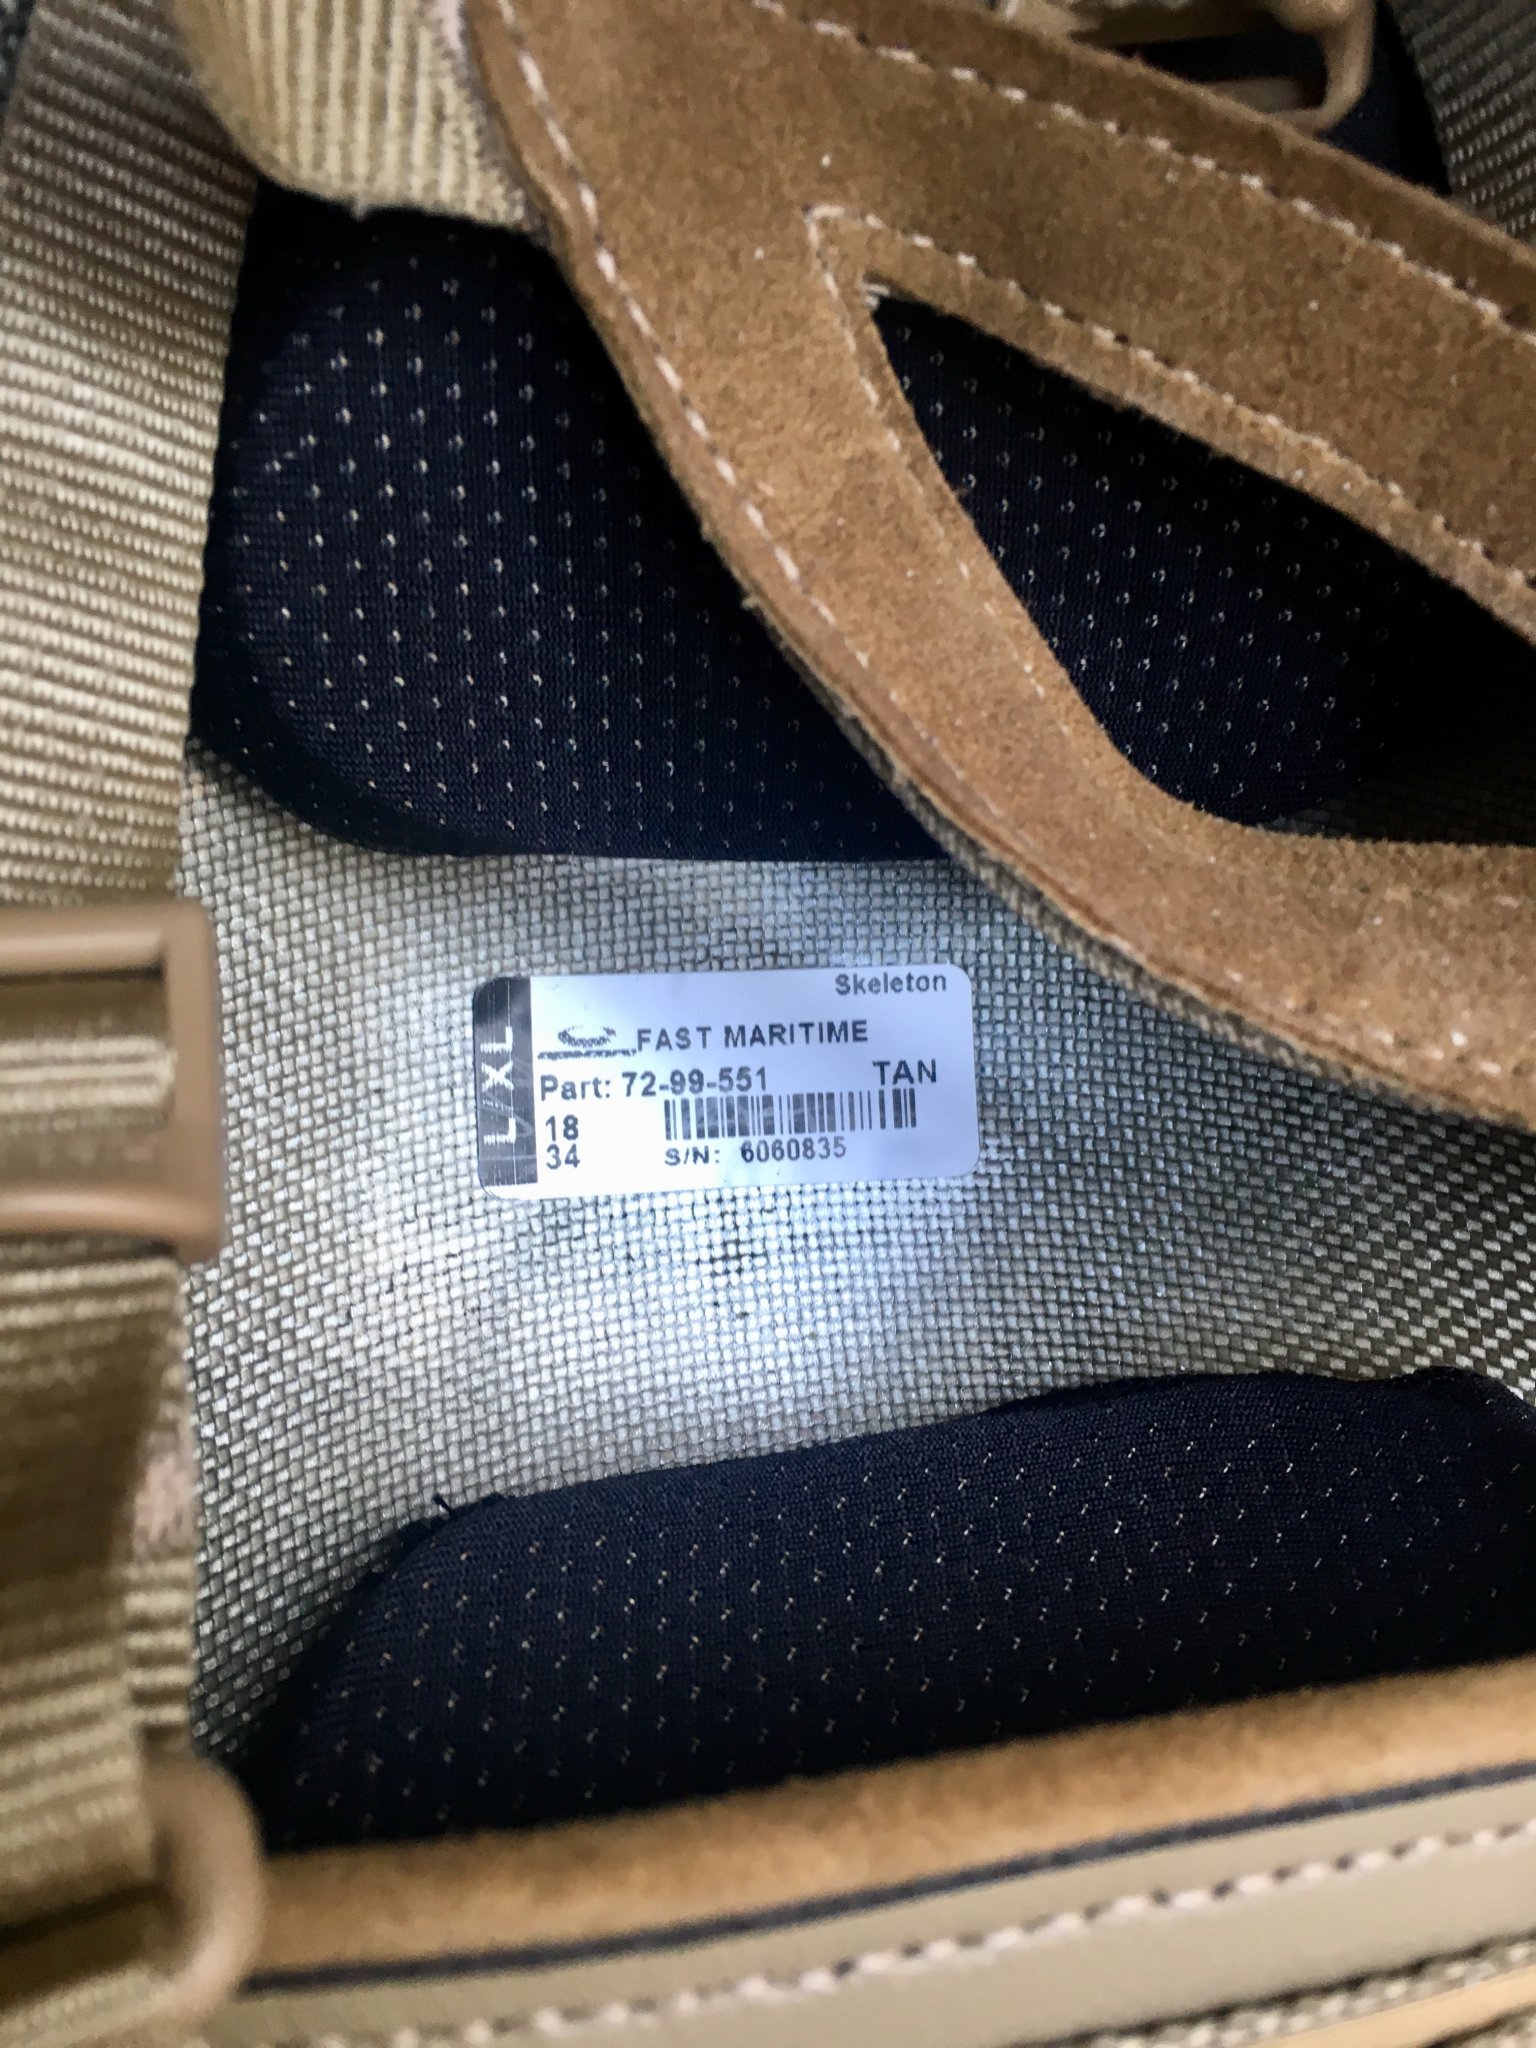 Skeleton
L/XL
FAST MARITIME
Part: 72-99-551 TAN
18
34
S/N: 6060835